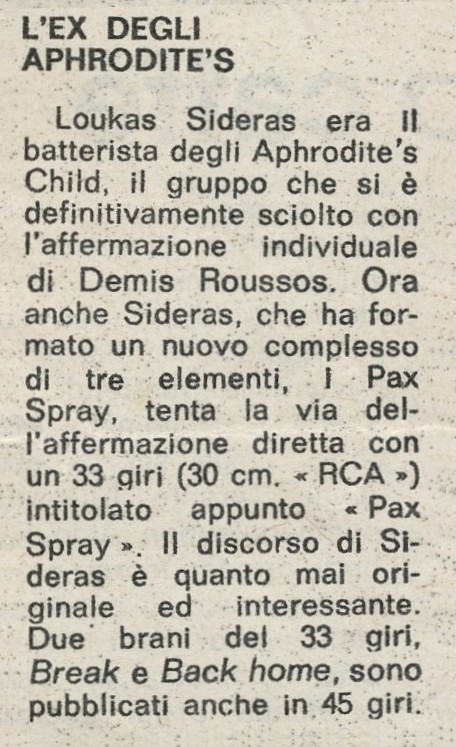 L'EX DEGLI
APHRODITE'S
Loukas Sideras era il
batterista degli Aphrodite's
Child, il gruppo che si è
definitivamente sciolto con
l'affermazione individuale
di Demis Roussos. Ora
anche Sideras, che ha for-
mato un nuovo complesso
di tre elementi, i Pax
Spray, tenta la via del-
l'affermazione diretta con
un 33 giri (30 cm. « RCA »)
intitolato appunto « Pax
Spray ». Il discorso di Si-
deras è quanto mai ori-
ginale ed interessante.
Due brani del 33 giri,
Break e Back home, sono
pubblicati anche in 45 giri.